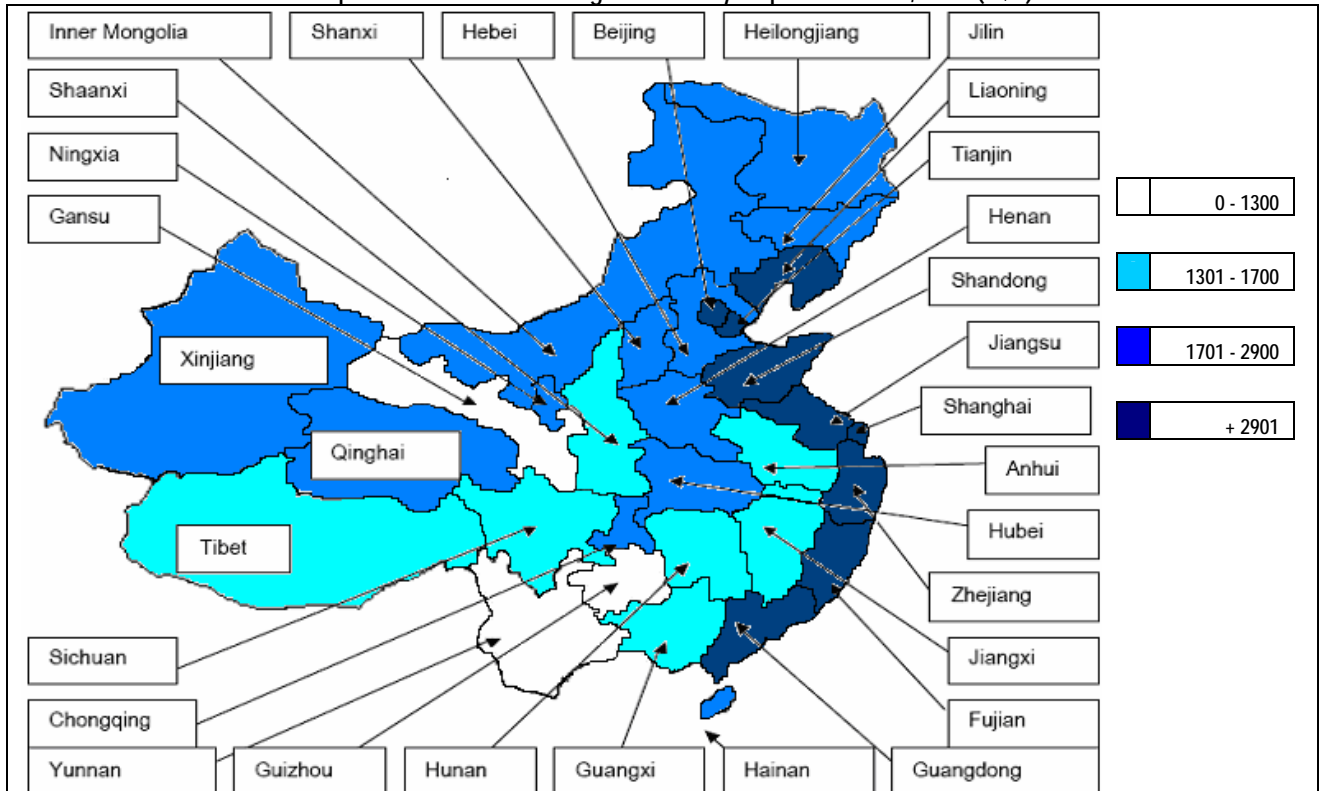 Inner Mongolia
Shanxi
Hebei
Beijing
Heilongjiang
Jilin
Shaanxi
Liaoning
Ningxia
Tianjin
Gansu
Henan
0 - 1300
Shandong
1301 - 1700
Xinjiang
Jiangsu
1701 - 2900
Shanghai
+ 2901
Qinghai
Anhui
Tibet
Hubei
Zhejiang
Sichuan
Jiangxi
Chongqing
Fujian
Yunnan
Guizhou
Hunan
Guangxi
Hainan
Guangdong